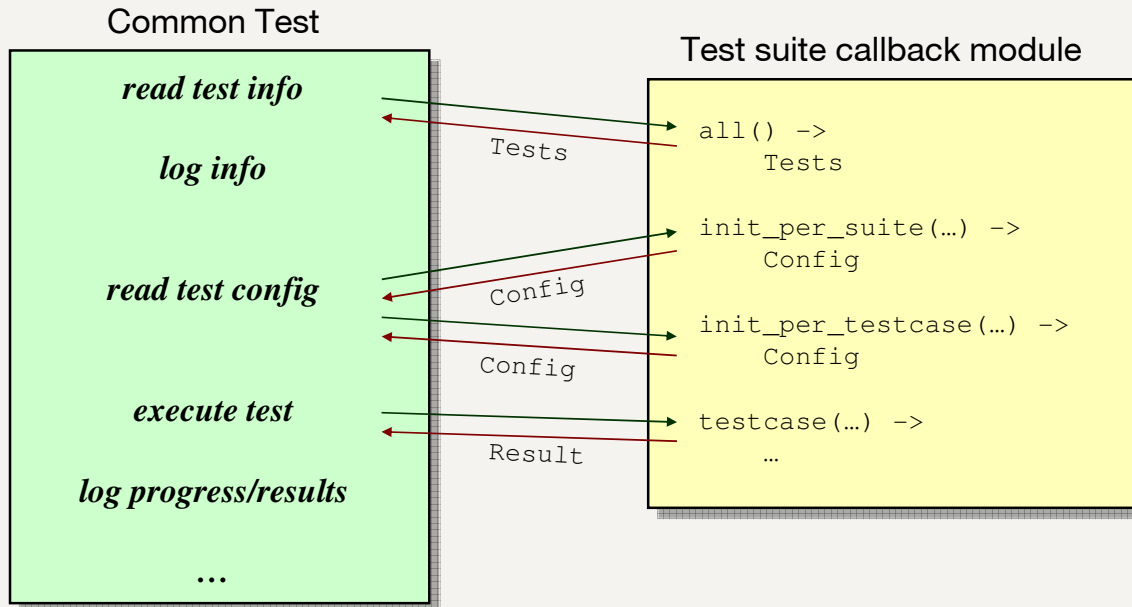 Common Test
read test info
log info
read test config
execute test
log progress/results
…
Tests
Config
Config
Result
Test suite callback module
all() ->
Tests
init_per_suite(…) ->
Config
init_per_testcase(…) ->
Config
testcase(…) ->
…